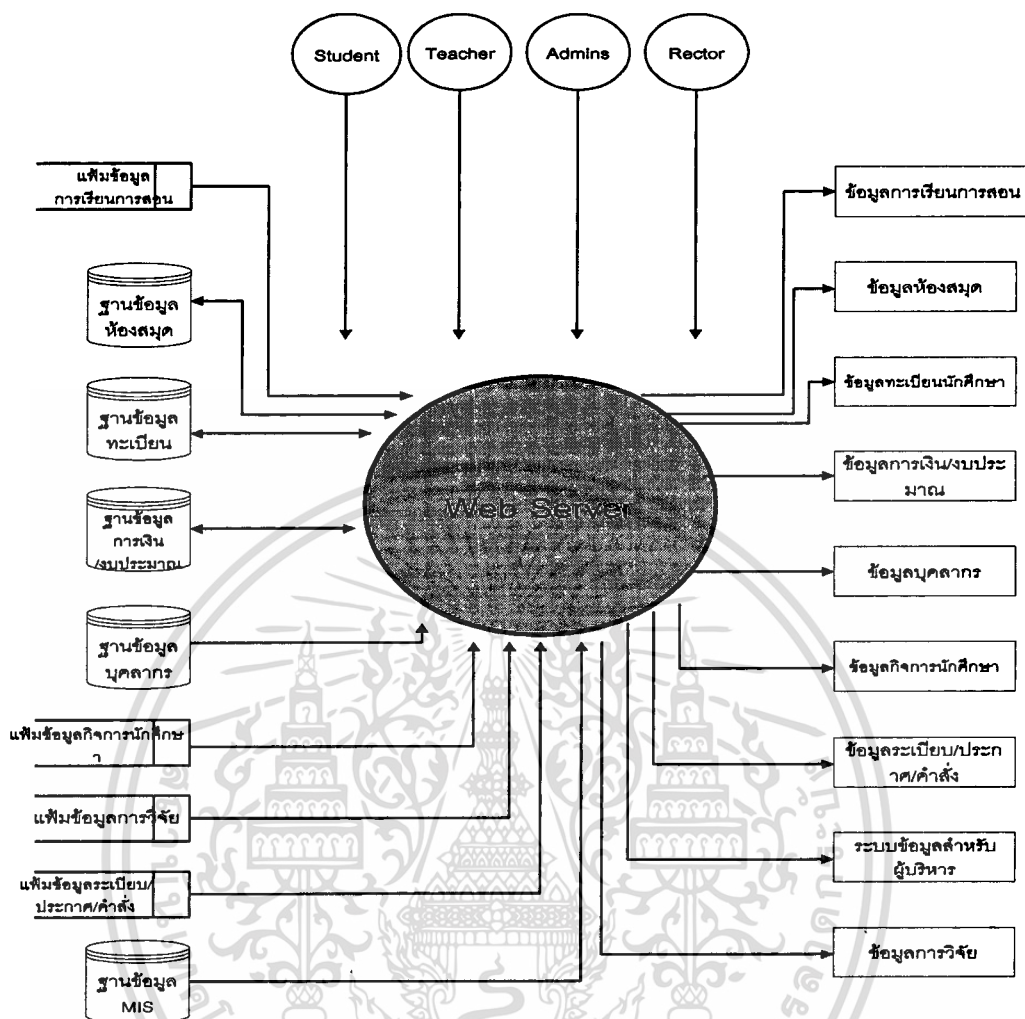 Student
Teacher
Admins
Rector
แฟ้มข้อมูล
การเรียนการสอน
ฐานข้อมูล
ห้องสมุด
ฐานข้อมูล
ทะเบียน
ฐานข้อมูล
การเงิน
/งบประมาณ
ฐานข้อมูล
บุคลากร
แฟ้มข้อมูลกิจการนักศึกษ
า
แฟ้มข้อมูลการวิจัย
แฟ้มข้อมูลระเบียบ/
ประกาศ/คำสั่ง
ฐานข้อมูล
MIS
Web Server
ข้อมูลการเรียนการสอน
ข้อมูลห้องสมุด
ข้อมูลทะเบียนนักศึกษา
ข้อมูลการเงิน/งบประ
มาณ
ข้อมูลบุคลากร
ข้อมูลกิจการนักศึกษา
ข้อมูลระเบียบ/ประก
าศ/คำสั่ง
ระบบข้อมูลสำหรับ
ผู้บริหาร
ข้อมูลการวิจัย